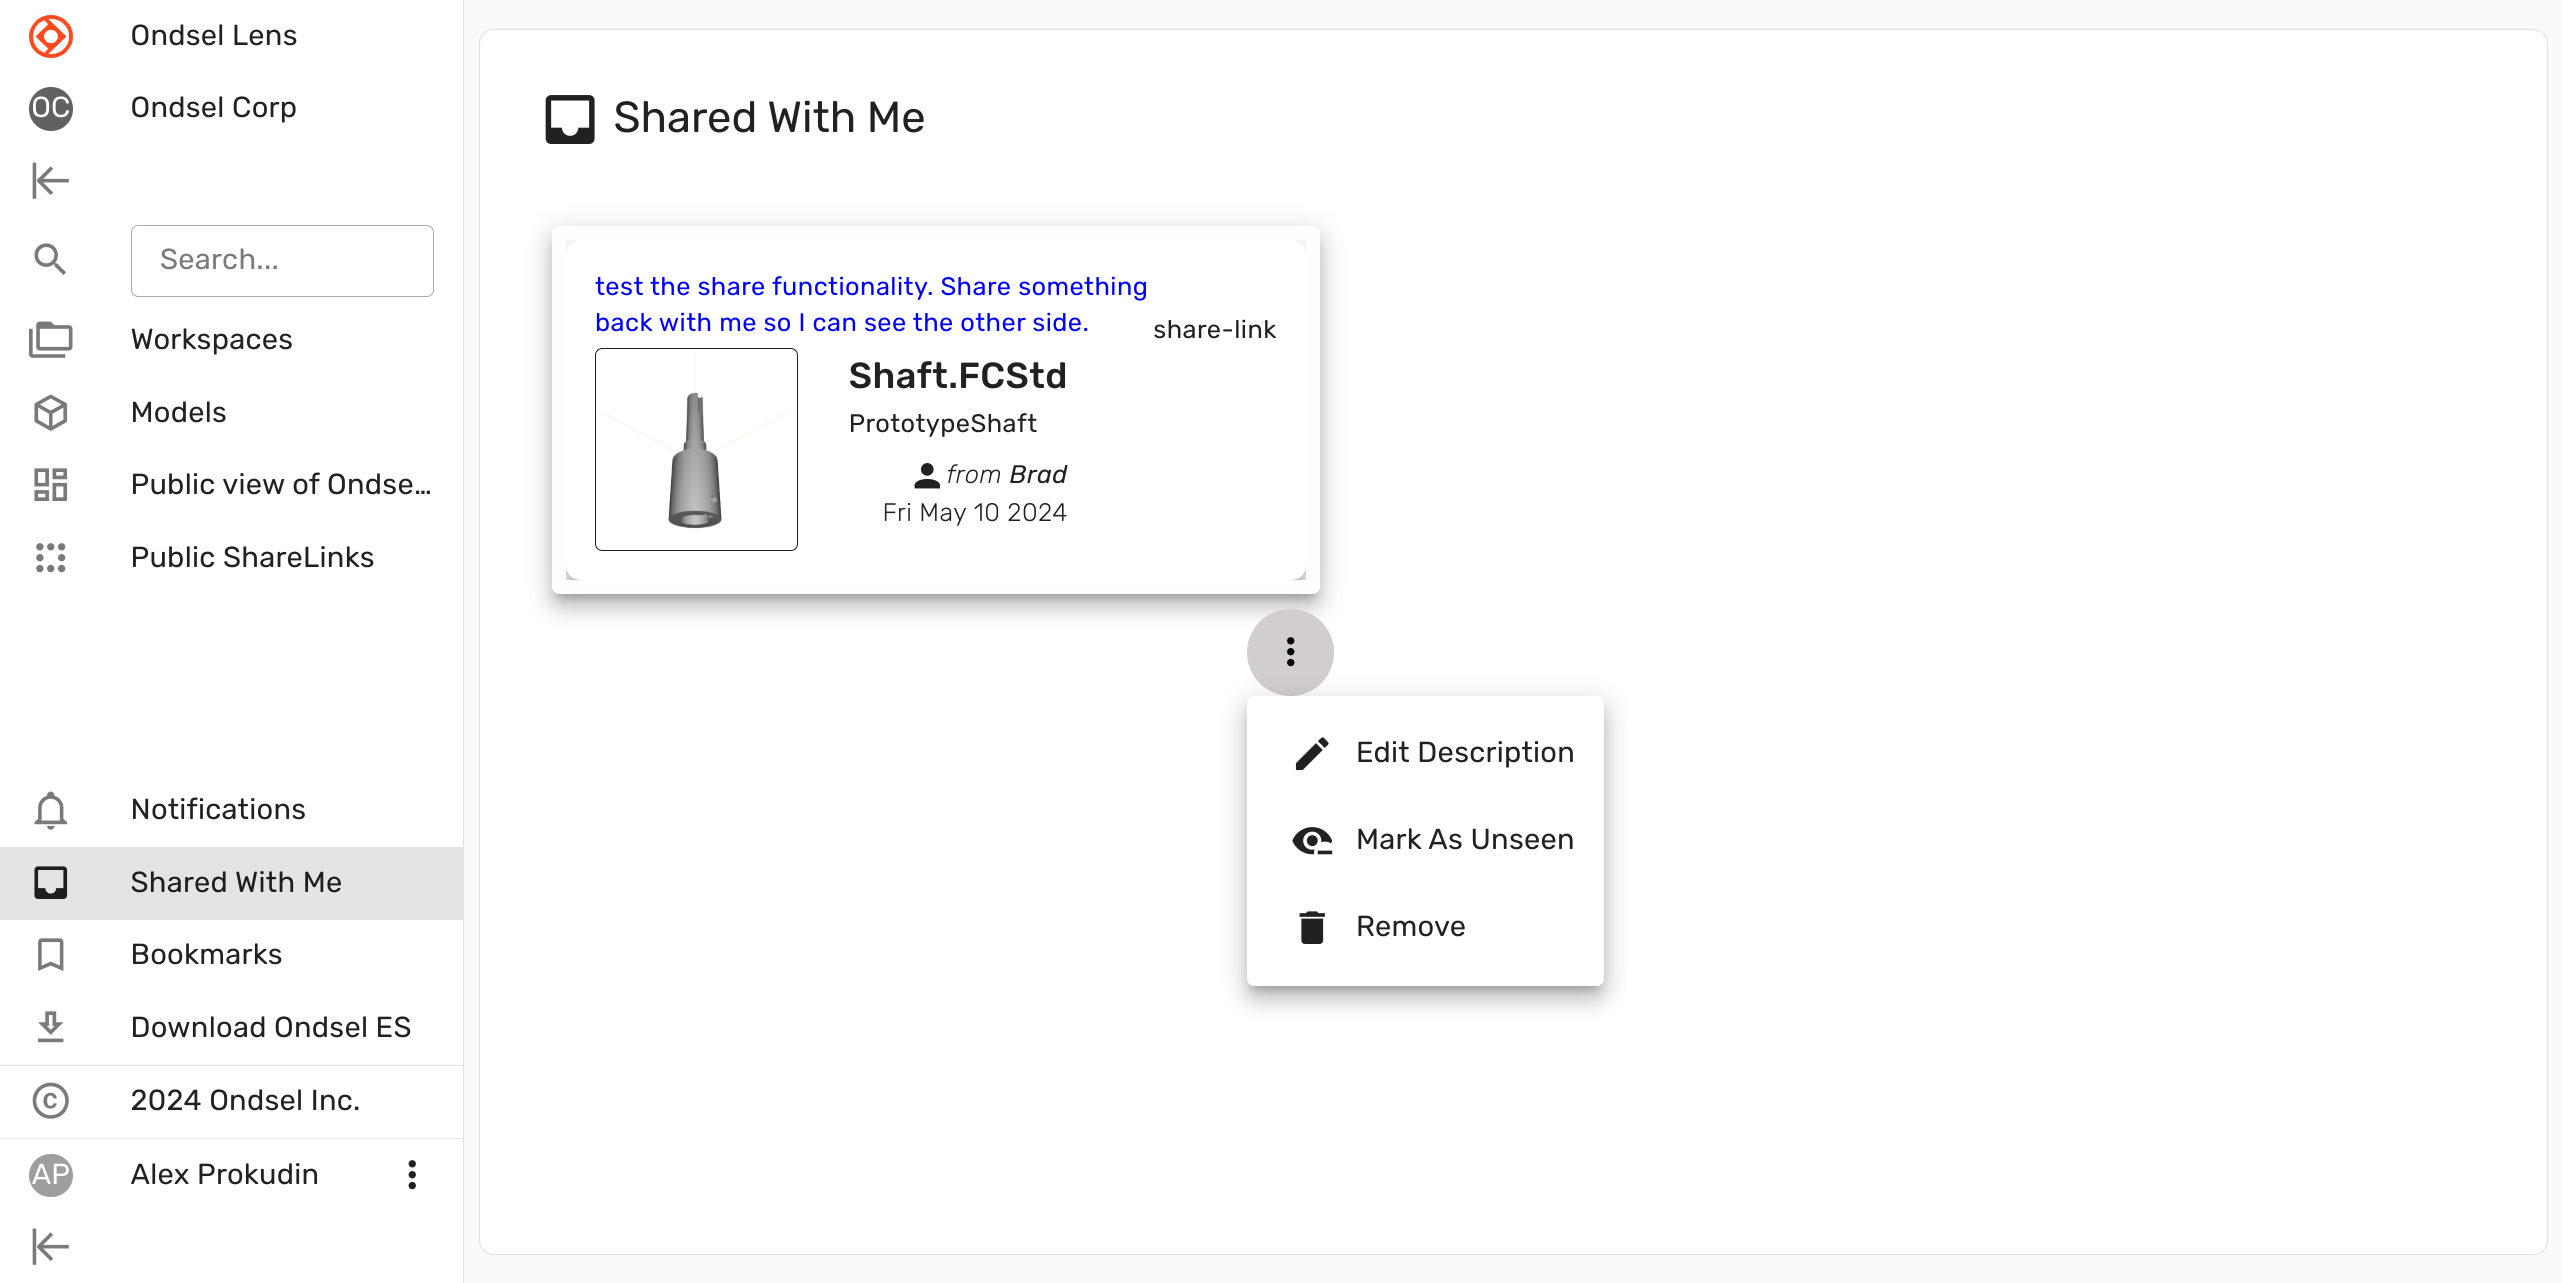 Ondsel Lens
OC
Ondsel Corp
Search...
Workspaces
Models
Public view of Ondse...
Public ShareLinks
Notifications
Shared With Me
Bookmarks
Download Ondsel ES
© 2024 Ondsel Inc.
AP
Alex Prokudin
Shared With Me
test the share functionality. Share something
back with me so I can see the other side.
share-link
Shaft.FCStd
PrototypeShaft
from Brad
Fri May 10 2024
Edit Description
Mark As Unseen
Remove